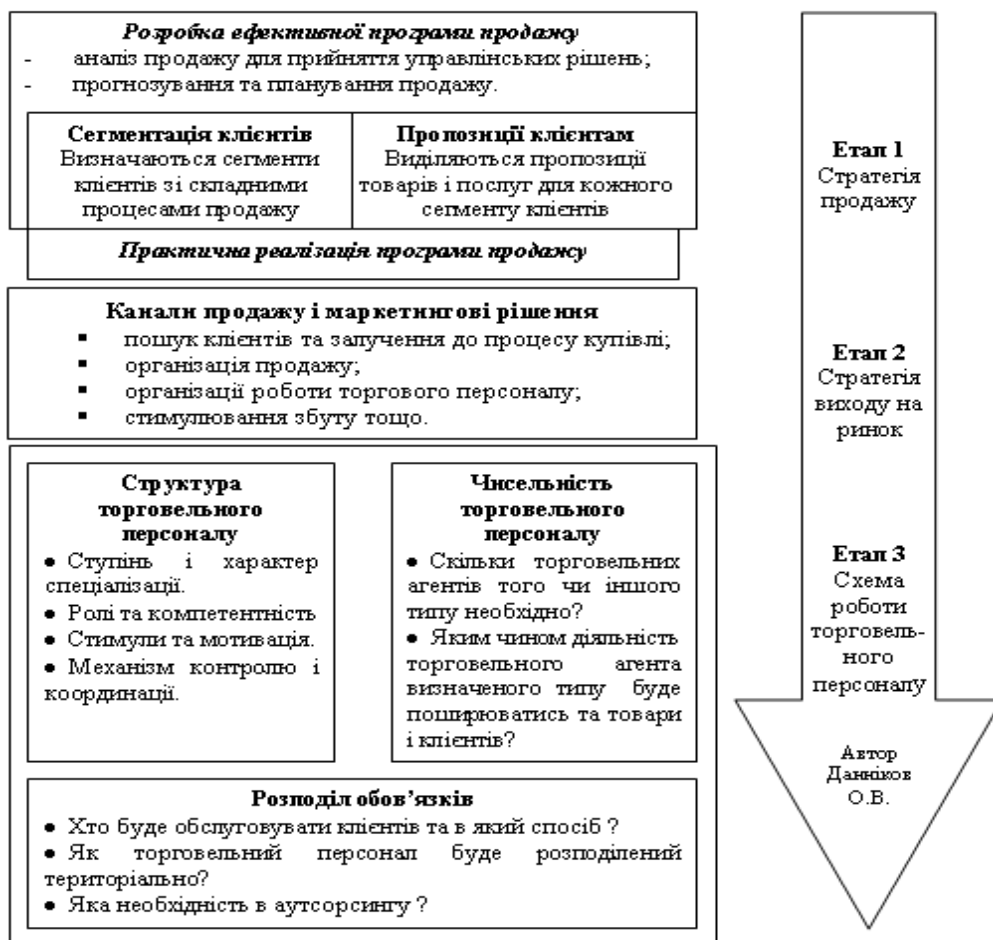 Розробка ефективної програми продажу
- аналіз продажу для прийняття управлінських рішень;
- прогнозування та планування продажу.
Сегментація клієнтів
Визначаються сегменти
клієнтів зі складними
процесами продажу
Пропозиції клієнтам
Виділяються пропозиції
товарів і послуг для кожного
сегменту клієнтів
Практична реалізація програми продажу
Етап 1
Стратегія
продажу
Канали продажу і маркетингові рішення
▪ пошук клієнтів та залучення до процесу купівлі;
▪ організація продажу;
▪ організації роботи торгового персоналу;
▪ стимулювання збуту тощо.
Етап 2
Стратегія
виходу на
ринок
Структура
торговельного
персоналу
● Ступінь і характер
спеціалізації.
● Ролі та компетентність
● Стимули та мотивація.
● Механізм контролю і
координації.
Чисельність
торговельного
персоналу
● Скільки торговельних
агентів того чи іншого
типу необхідно?
● Яким чином діяльність
торговельного агента
визначеного типу буде
поширюватись та товари
і клієнтів?
Етап 3
Схема
роботи
торговель-
ного
персоналу
Розподіл обов’язків
● Хто буде обслуговувати клієнтів та в який спосіб ?
● Як торговельний персонал буде розподілений
територіально?
● Яка необхідність в аутсорсингу ?
Автор
Данніков
О.В.